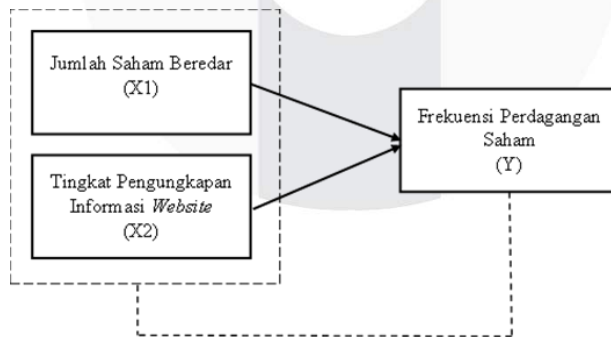 Jumlah Saham Beredar
(X1)
Tingkat Pengungkapan
Informasi Website
(X2)
Frekuensi Perdagangan
Saham
(Y)